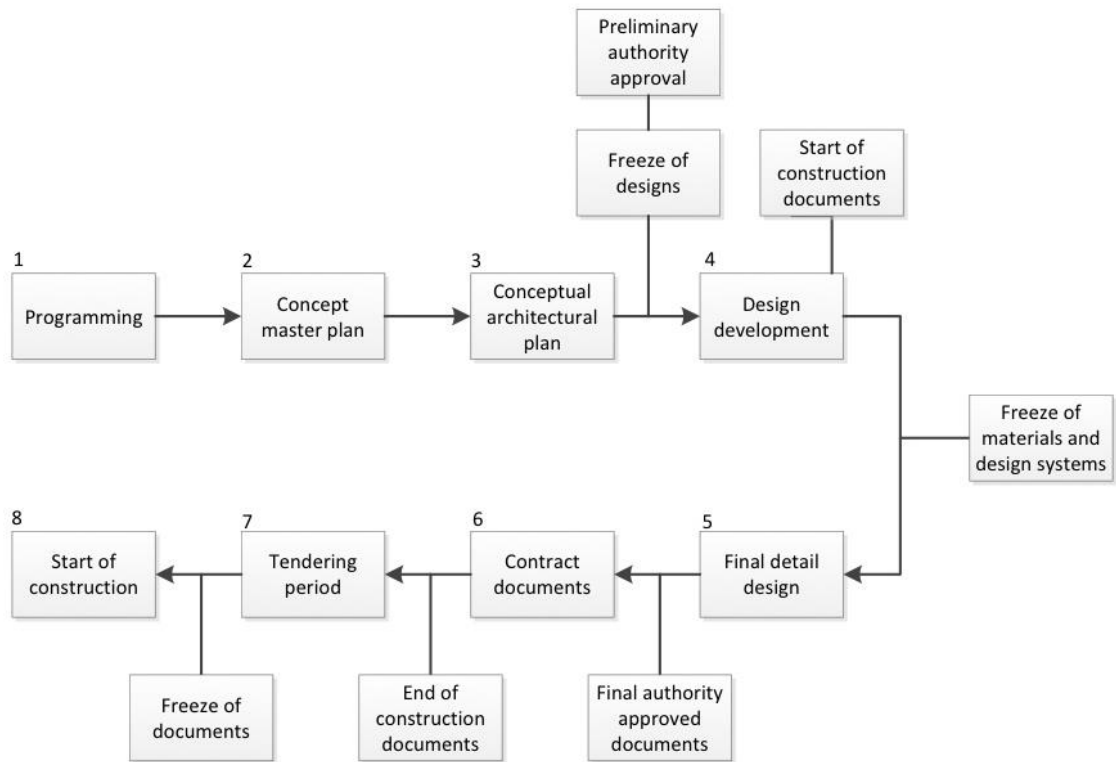 Preliminary
authority
approval
Freeze of
designs
Start of
construction
documents
1
Programming
2
Concept
master plan
3
Conceptual
architectural
plan
4
Design
development
Freeze of
materials and
design systems
8
Start of
construction
7
Tendering
period
6
Contract
documents
5
Final detail
design
Freeze of
documents
End of
construction
documents
Final authority
approved
documents